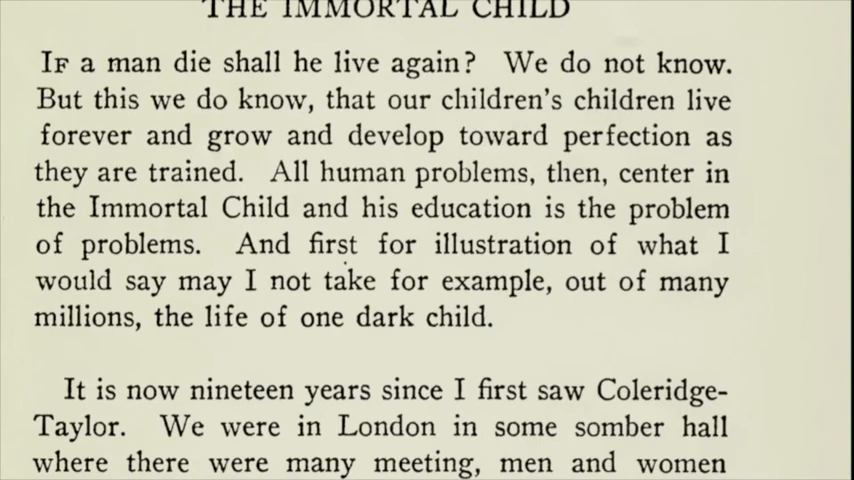 THE IMMORTAL CHILD
IF a man die shall he live again? We do not know.
But this we do know, that our children's children live
forever and grow and develop toward perfection as
they are trained. All human problems, then, center in
the Immortal Child and his education is the problem
of problems. And first for illustration of what I
would say may I not take for example, out of many
millions, the life of one dark child.
It is now nineteen years since I first saw Coleridge-
Taylor. We were in London in some somber hall
where there were many meeting, men and women